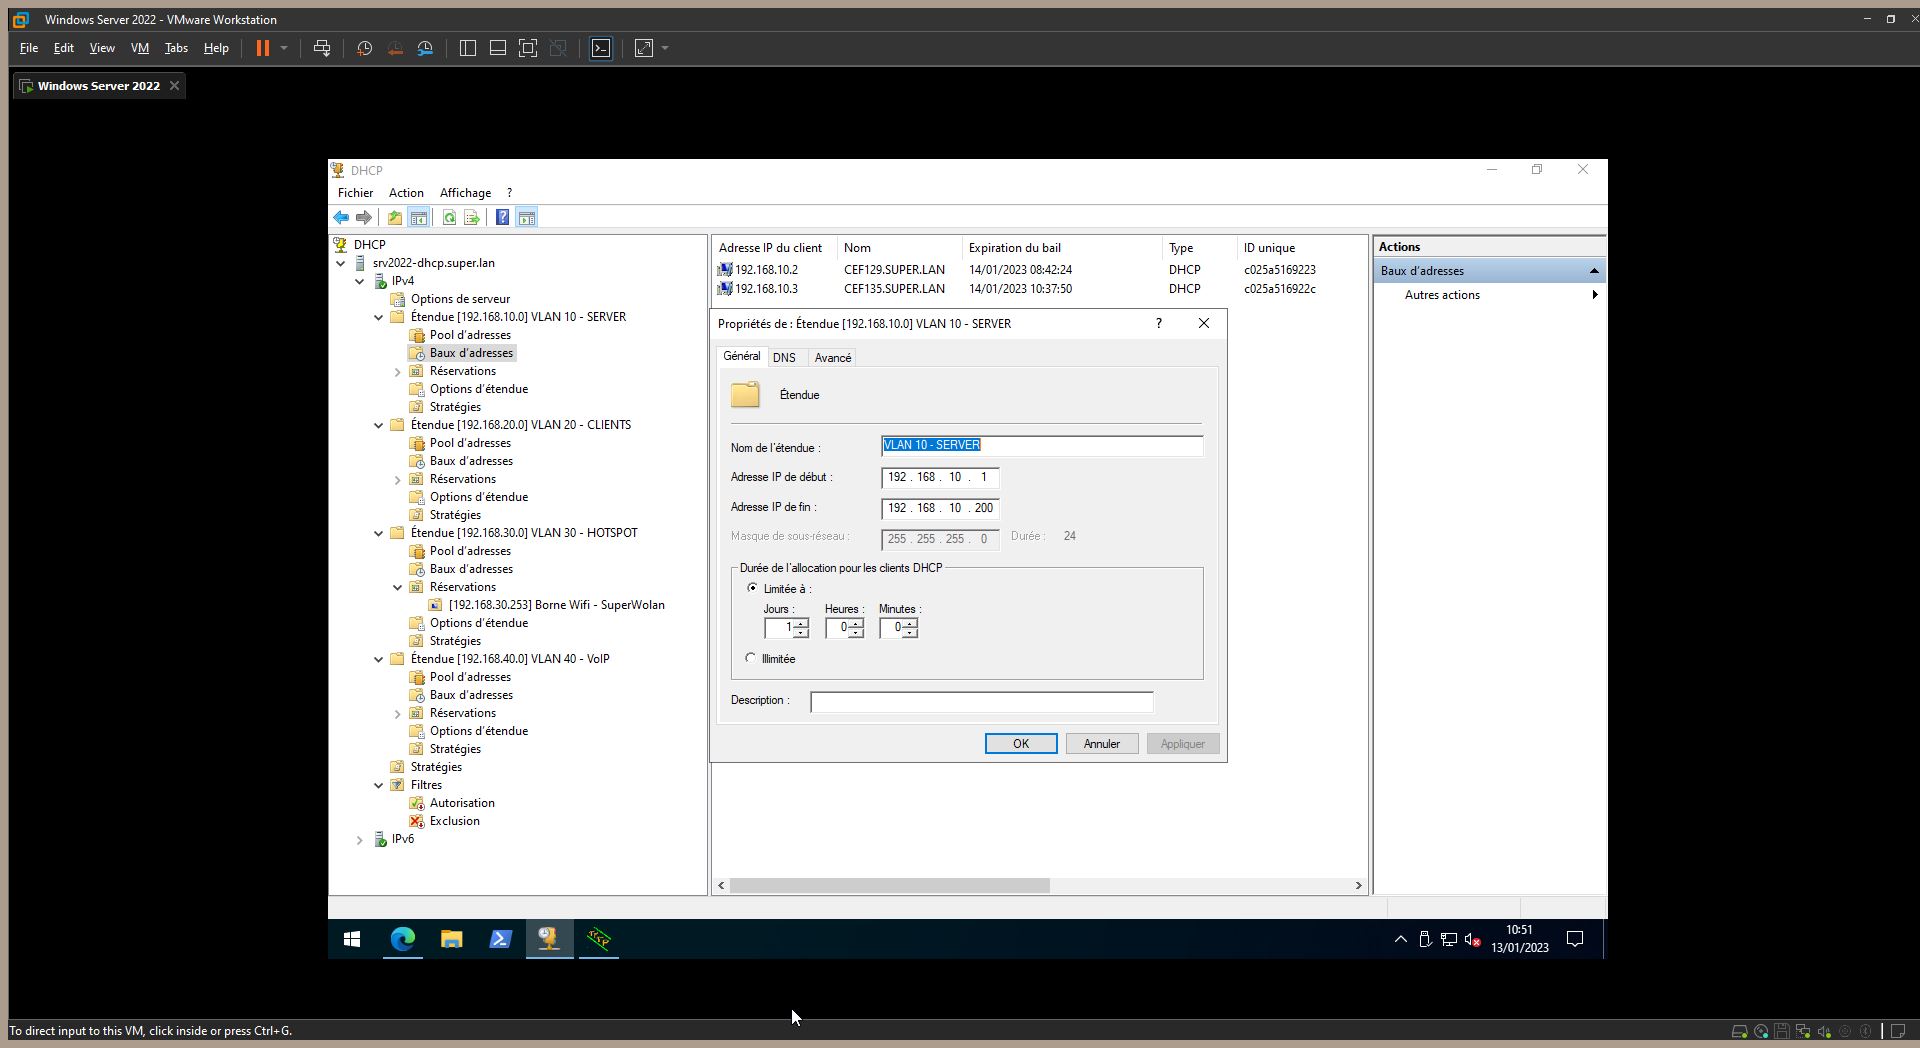 Windows Server 2022 - VMware Workstation
File Edit View VM Tabs Help
Windows Server 2022
DHCP
Fichier Action Affichage ?
DHCP
srv2022-dhcp.super.lan
IPv4
Options de serveur
Étendue [192.168.10.0] VLAN 10 - SERVER
Pool d'adresses
Baux d'adresses
Réservations
Options d'étendue
Stratégies
Étendue [192.168.20.0] VLAN 20 - CLIENTS
Pool d'adresses
Baux d'adresses
Réservations
Options d'étendue
Stratégies
Étendue [192.168.30.0] VLAN 30 - HOTSPOT
Pool d'adresses
Baux d'adresses
Réservations
[192.168.30.253] Borne Wifi - SuperWolan
Options d'étendue
Stratégies
Étendue [192.168.40.0] VLAN 40 - VoIP
Pool d'adresses
Baux d'adresses
Réservations
Options d'étendue
Stratégies
Stratégies
Filtres
Autorisation
Exclusion
IPv6
Adresse IP du client Nom Expiration du bail Type ID unique
192.168.10.2 CEF129.SUPER.LAN 14/01/2023 08:42:24 DHCP c025a5169223
192.168.10.3 CEF135.SUPER.LAN 14/01/2023 10:37:50 DHCP c025a516922c
Propriétés de : Étendue [192.168.10.0] VLAN 10 - SERVER ?
Général DNS Avancé
Étendue
Nom de l'étendue : VLAN 10 - SERVER
Adresse IP de début : 192 . 168 . 10 . 1
Adresse IP de fin : 192 . 168 . 10 . 200
Masque de sous-réseau : 255 . 255 . 255 . 0 Durée : 24
Durée de l'allocation pour les clients DHCP
Limitée à :
Jours : Heures : Minutes :
1 0 0
Illimitée
Description :
OK Annuler Appliquer
Actions
Baux d'adresses
Autres actions
10:51
13/01/2023
To direct input to this VM, click inside or press Ctrl+G.